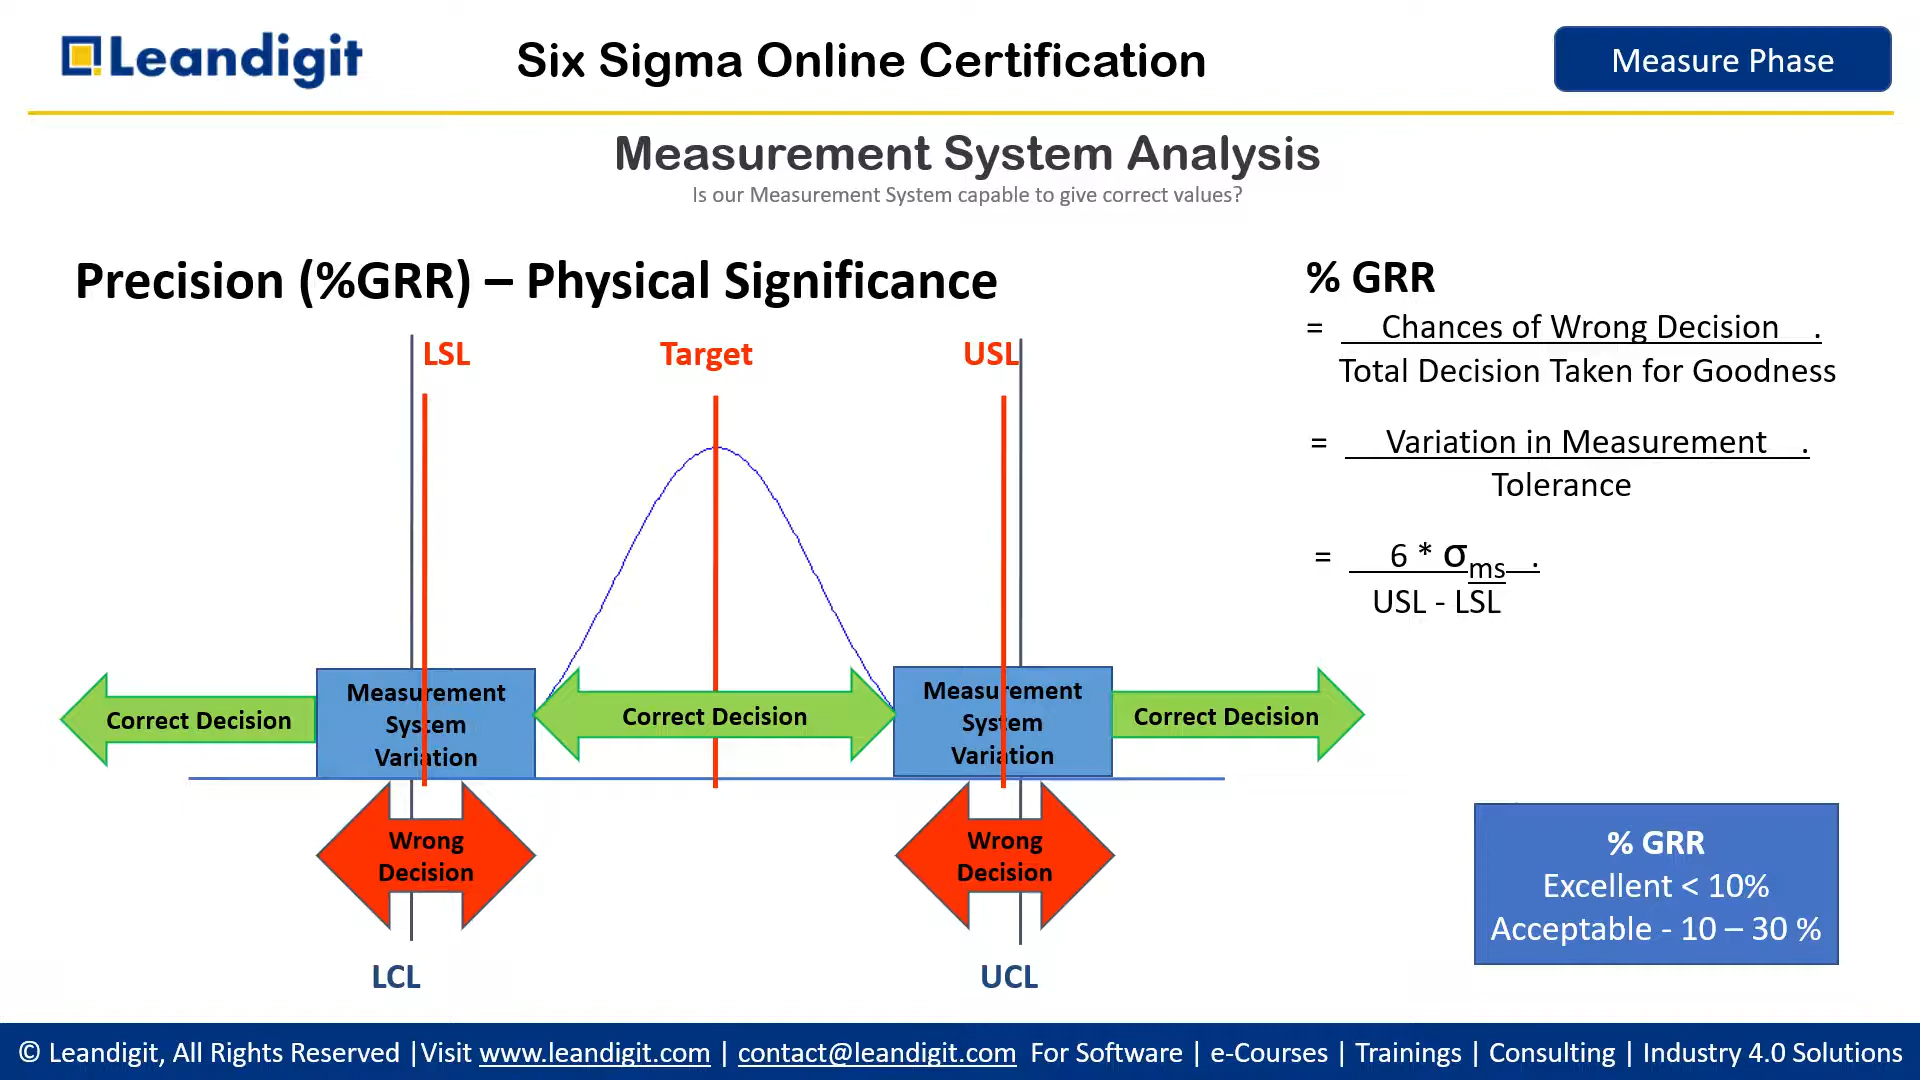 Leandigit
Six Sigma Online Certification
Measure Phase
Measurement System Analysis
Is our Measurement System capable to give correct values?
Precision (%GRR) – Physical Significance
% GRR
= Chances of Wrong Decision .
Total Decision Taken for Goodness
= Variation in Measurement .
Tolerance
= 6 * σms .
USL - LSL
LSL
Target
USL
Correct Decision
Measurement
System
Variation
Correct Decision
Measurement
System
Variation
Correct Decision
Wrong
Decision
Wrong
Decision
LCL
UCL
% GRR
Excellent < 10%
Acceptable - 10 – 30 %
© Leandigit, All Rights Reserved |Visit www.leandigit.com | contact@leandigit.com For Software | e-Courses | Trainings | Consulting | Industry 4.0 Solutions